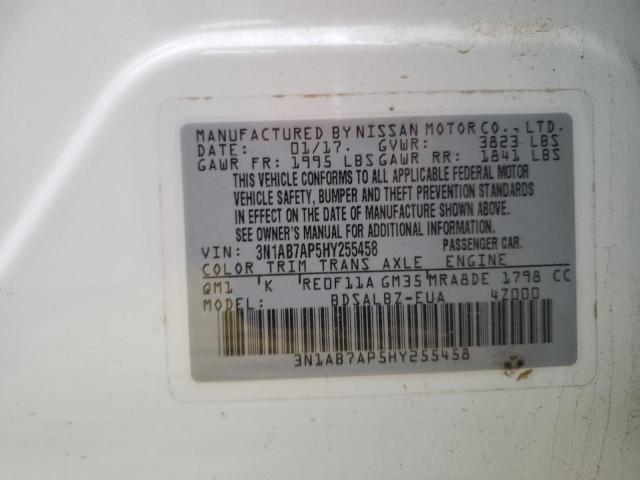 MANUFACTURED BY NISSAN MOTOR CO., LTD.
DATE: 01/17. GVWR: 3823 LBS
GAWR FR: 1995 LBS GAWR RR: 1841 LBS
THIS VEHICLE CONFORMS TO ALL APPLICABLE FEDERAL MOTOR
VEHICLE SAFETY, BUMPER AND THEFT PREVENTION STANDARDS
IN EFFECT ON THE DATE OF MANUFACTURE SHOWN ABOVE.
SEE OWNER'S MANUAL FOR ADDITIONAL INFORMATION.
VIN: 3N1AB7AP5HY255458 PASSENGER CAR.
COLOR TRIM TRANS AXLE ENGINE
QM1 K RE0F11A GM35 MRA8DE 1798 CC
MODEL: BDSALBZ-EUA 4Z000
3N1AB7AP5HY255458